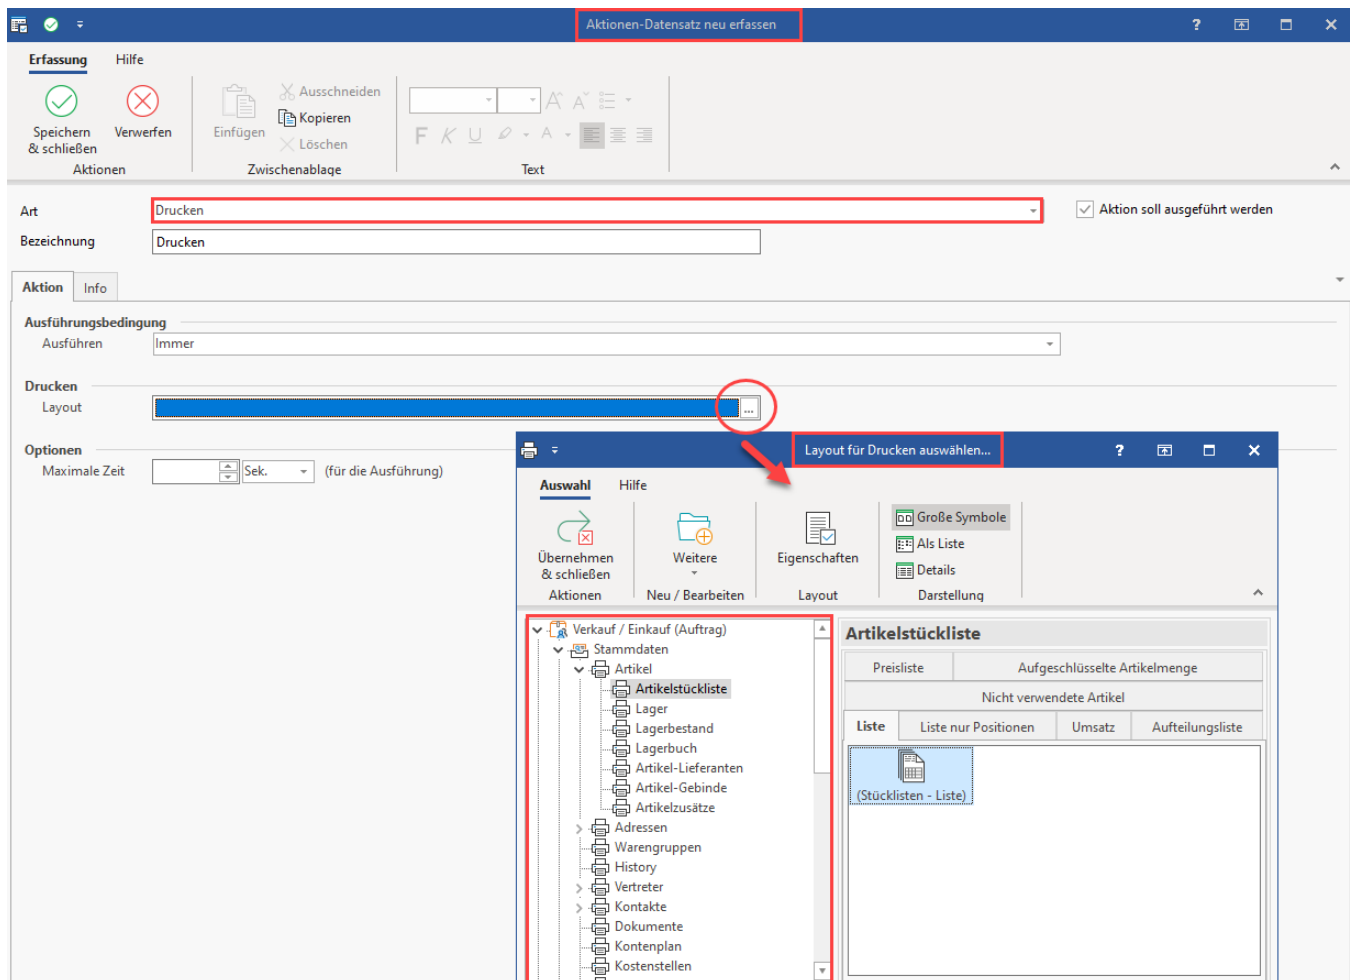 Aktionen-Datensatz neu erfassen
?
Erfassung Hilfe
Speichern & schließen
Verwerfen
Aktionen
Einfügen
Ausschneiden
Kopieren
Löschen
Zwischenablage
F K U A
Text
Art Drucken
Aktion soll ausgeführt werden
Bezeichnung Drucken
Aktion Info
Ausführungsbedingung
Ausführen Immer
Drucken
Layout ...
Optionen
Maximale Zeit Sek. (für die Ausführung)
Layout für Drucken auswählen...
?
Auswahl Hilfe
Übernehmen & schließen
Aktionen
Weitere
Neu / Bearbeiten
Eigenschaften
Layout
Große Symbole
Als Liste
Details
Darstellung
Verkauf / Einkauf (Auftrag)
Stammdaten
Artikel
Artikelstückliste
Lager
Lagerbestand
Lagerbuch
Artikel-Lieferanten
Artikel-Gebinde
Artikelzusätze
Adressen
Warengruppen
History
Vertreter
Kontakte
Dokumente
Kontenplan
Kostenstellen
Artikelstückliste
Preisliste Aufgeschlüsselte Artikelmenge
Nicht verwendete Artikel
Liste Liste nur Positionen Umsatz Aufteilungsliste
(Stücklisten - Liste)